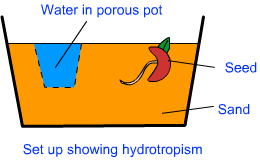 Water in porous pot
Seed
Sand
Set up showing hydrotropism